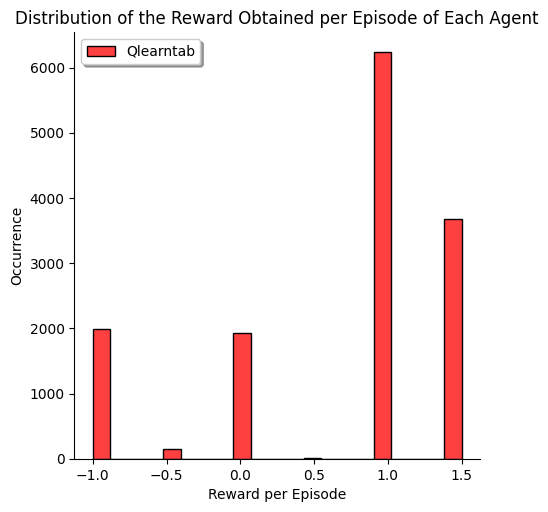 Distribution of the Reward Obtained per Episode of Each Agent
Qlearntab
6000
5000
4000
3000
2000
1000
0
Occurrence
−1.0 −0.5 0.0 0.5 1.0 1.5
Reward per Episode